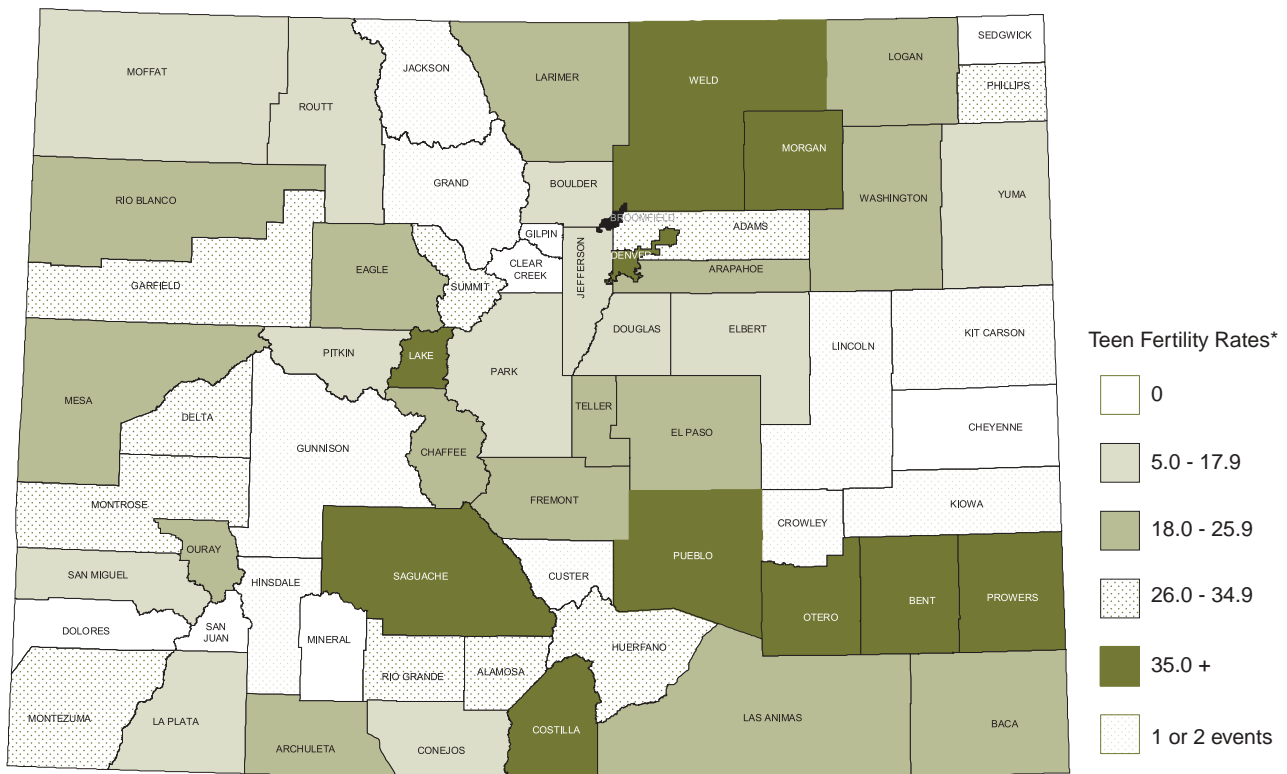 SEDGWICK
LOGAN
JACKSON
MOFFAT
LARIMER
WELD
PHILLIPS
ROUTT
MORGAN
GRAND
BOULDER
YUMA
RIO BLANCO
WASHINGTON
BROOMFIELD
ADAMS
GILPIN
DENVER
CLEAR
CREEK
JEFFERSON
EAGLE
ARAPAHOE
GARFIELD
SUMMIT
DOUGLAS
ELBERT
KIT CARSON
LINCOLN
PITKIN
LAKE
PARK
MESA
TELLER
DELTA
CHEYENNE
EL PASO
GUNNISON
CHAFFEE
FREMONT
MONTROSE
KIOWA
CROWLEY
OURAY
PUEBLO
SAN MIGUEL
SAGUACHE
CUSTER
HINSDALE
PROWERS
BENT
OTERO
DOLORES
SAN
JUAN
MINERAL
HUERFANO
ALAMOSA
RIO GRANDE
MONTEZUMA
LA PLATA
LAS ANIMAS
BACA
COSTILLA
ARCHULETA
CONEJOS
Teen Fertility Rates*
0
5.0 - 17.9
18.0 - 25.9
26.0 - 34.9
35.0 +
1 or 2 events